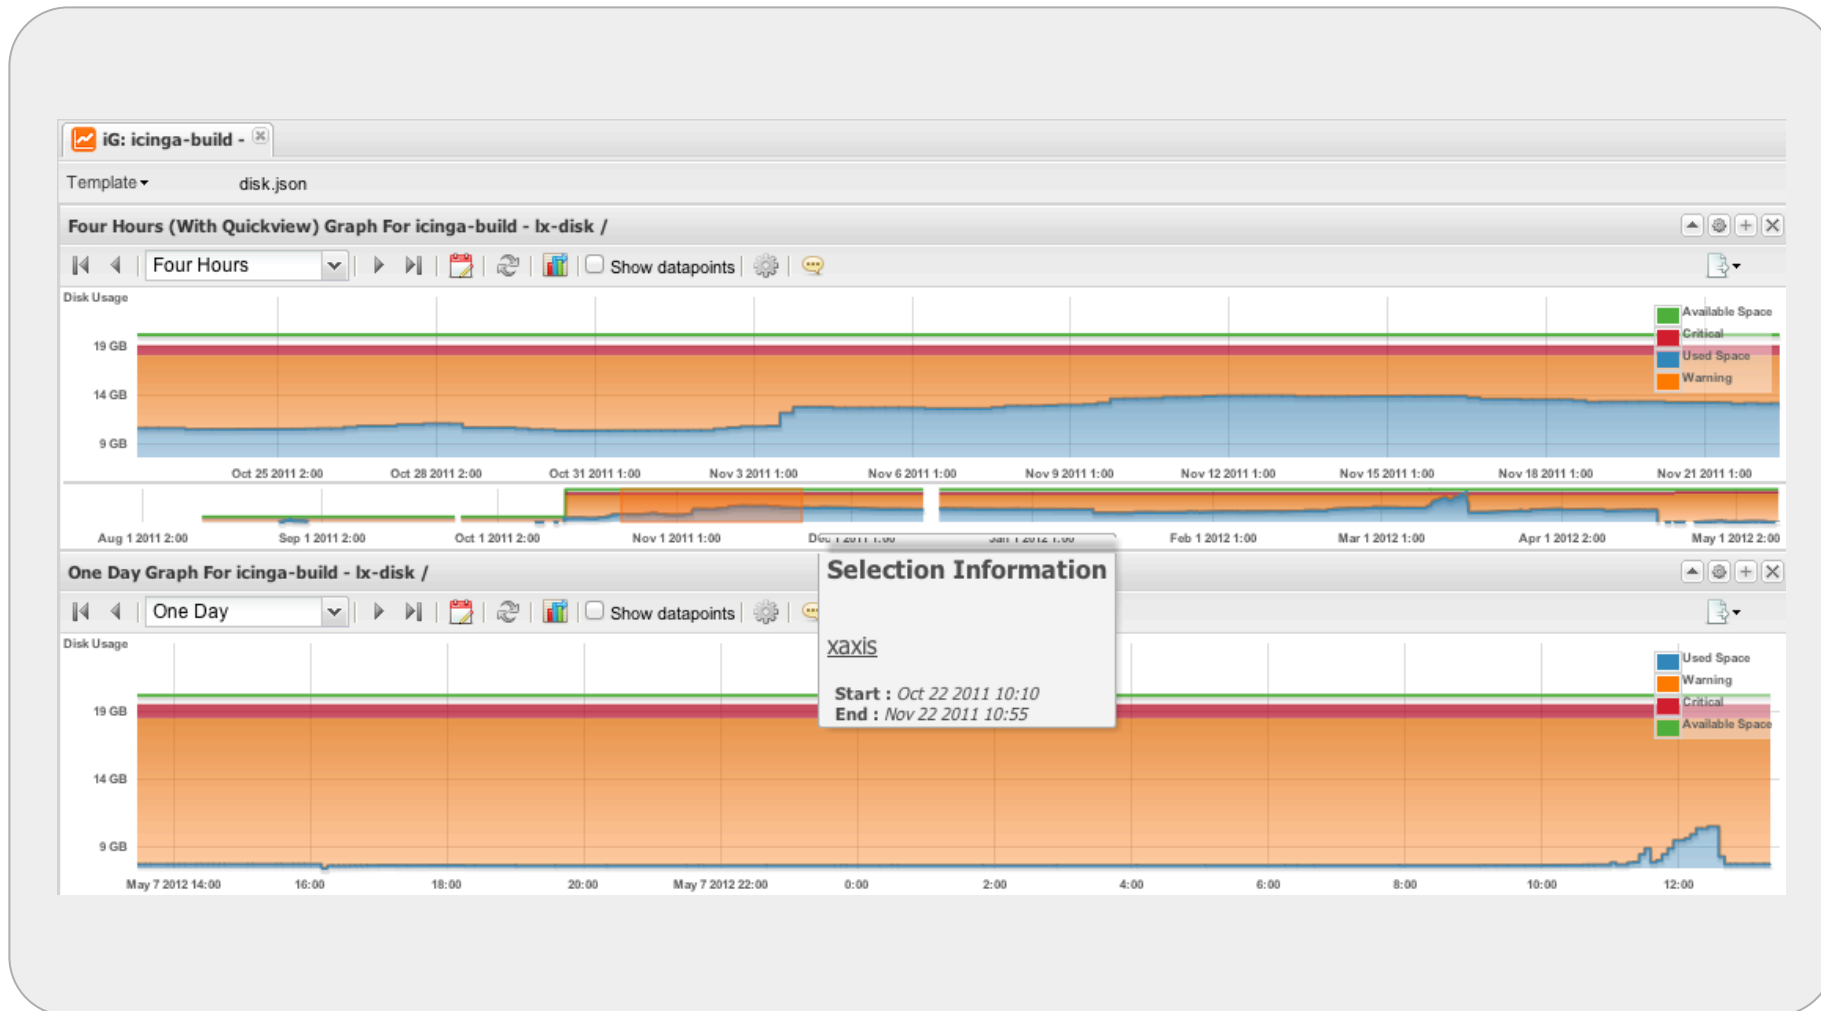 iG: icinga-build -
Template
disk.json
Four Hours (With Quickview) Graph For icinga-build - lx-disk /
Four Hours
Show datapoints
Disk Usage
Available Space
Critical
Used Space
Warning
19 GB
14 GB
9 GB
Oct 25 2011 2:00 Oct 28 2011 2:00 Oct 31 2011 1:00 Nov 3 2011 1:00 Nov 6 2011 1:00 Nov 9 2011 1:00 Nov 12 2011 1:00 Nov 15 2011 1:00 Nov 18 2011 1:00 Nov 21 2011 1:00
Aug 1 2011 2:00 Sep 1 2011 2:00 Oct 1 2011 2:00 Nov 1 2011 1:00 Dec 1 2011 1:00 Jan 1 2012 1:00 Feb 1 2012 1:00 Mar 1 2012 1:00 Apr 1 2012 2:00 May 1 2012 2:00
One Day Graph For icinga-build - lx-disk /
One Day
Show datapoints
Selection Information
xaxis
Start : Oct 22 2011 10:10
End : Nov 22 2011 10:55
Disk Usage
Used Space
Warning
Critical
Available Space
19 GB
14 GB
9 GB
May 7 2012 14:00 16:00 18:00 20:00 May 7 2012 22:00 0:00 2:00 4:00 6:00 8:00 10:00 12:00